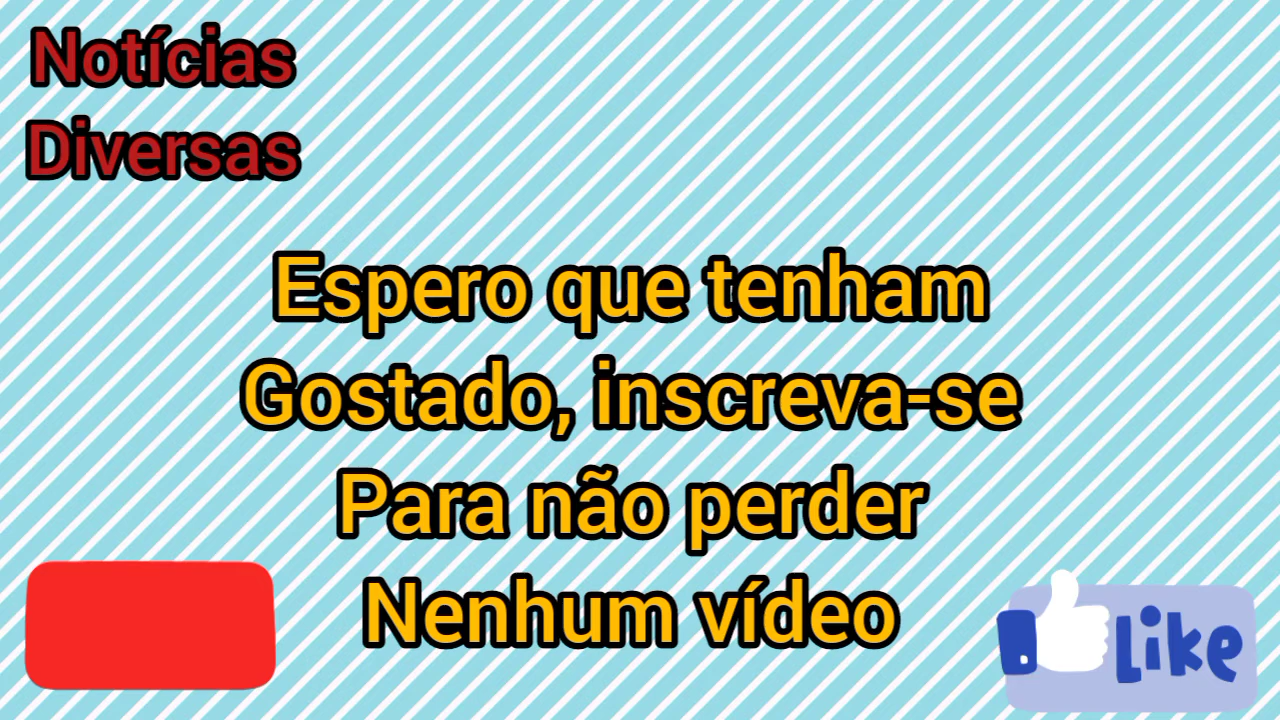 Notícias
Diversas
Espero que tenham
Gostado, inscreva-se
Para não perder
Nenhum vídeo
Like